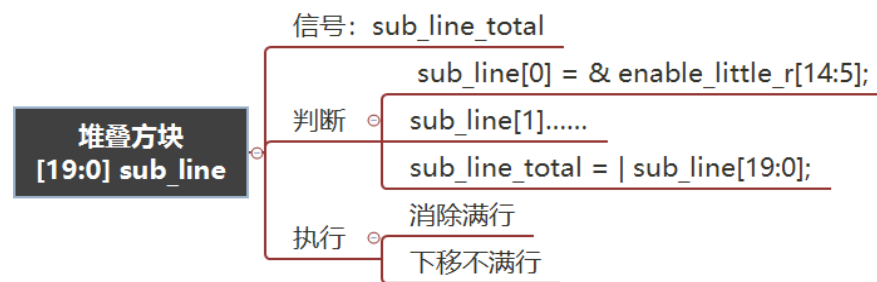 堆叠方块
[19:0] sub_line
信号：sub_line_total
判断
sub_line[0] = & enable_little_r[14:5];
sub_line[1]......
sub_line_total = | sub_line[19:0];
执行
消除满行
下移不满行